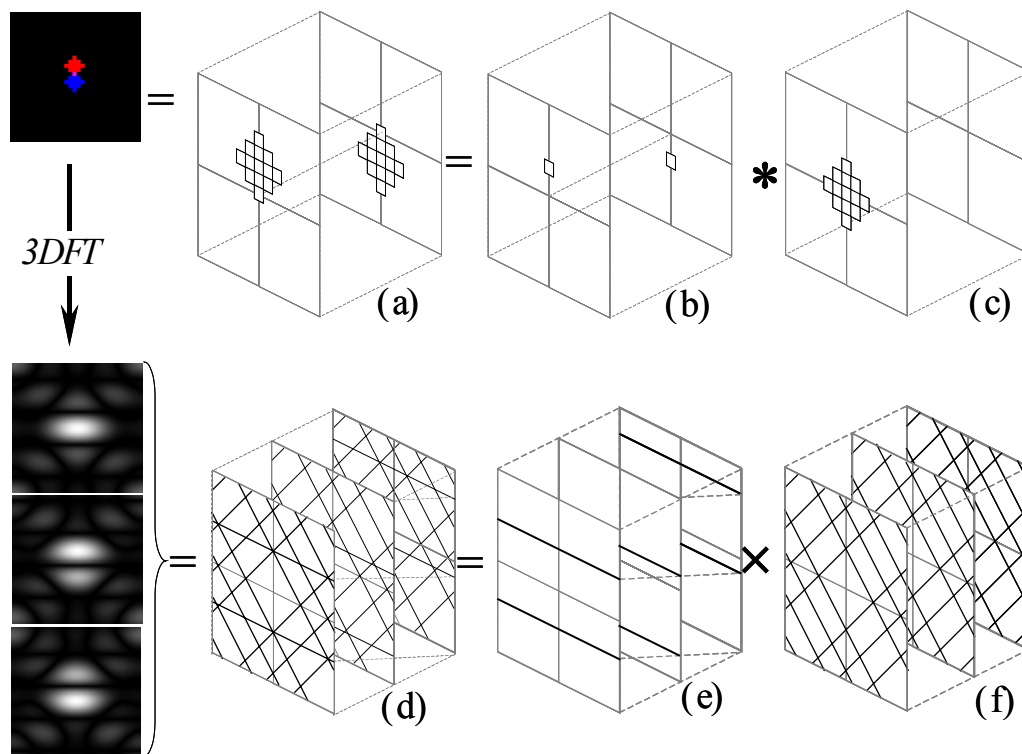 = = *
(a) (b) (c)
3DFT
= = ×
(d) (e) (f)